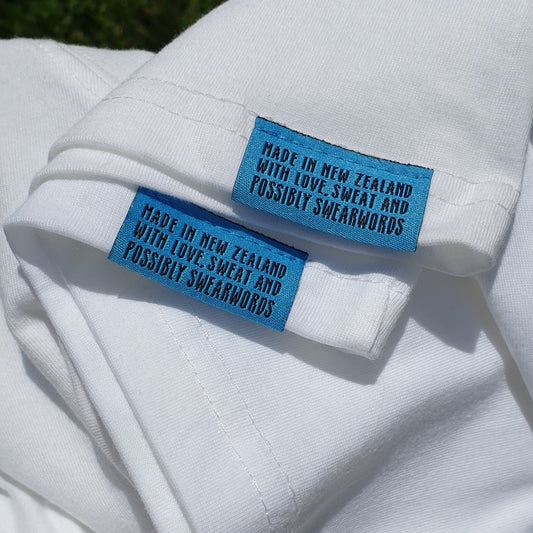 MADE IN NEW ZEALAND
WITH LOVE, SWEAT AND
POSSIBLY SWEARWORDS
MADE IN NEW ZEALAND
WITH LOVE, SWEAT AND
POSSIBLY SWEARWORDS